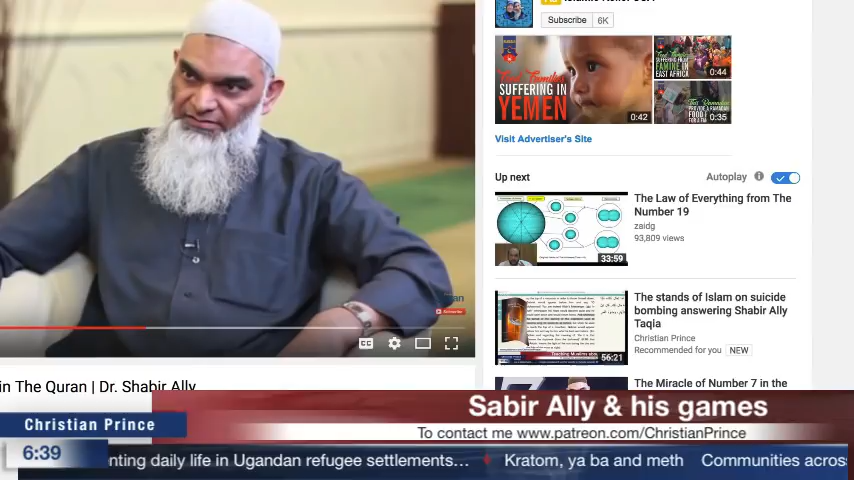 Subscribe 6K
SUFFERING IN
YEMEN
0:42
FAMINE IN
EAST AFRICA
0:44
0:35
Visit Advertiser's Site
Up next
Autoplay
The Law of Everything from The
Number 19
zaidg
93,809 views
33:59
The stands of Islam on suicide
bombing answering Shabir Ally
Taqia
Christian Prince
Recommended for you NEW
56:21
The Miracle of Number 7 in the
CC
in The Quran | Dr. Shabir Ally
Sabir Ally & his games
Christian Prince
To contact me www.patreon.com/ChristianPrince
6:39
nting daily life in Ugandan refugee settlements... Kratom, ya ba and meth Communities across